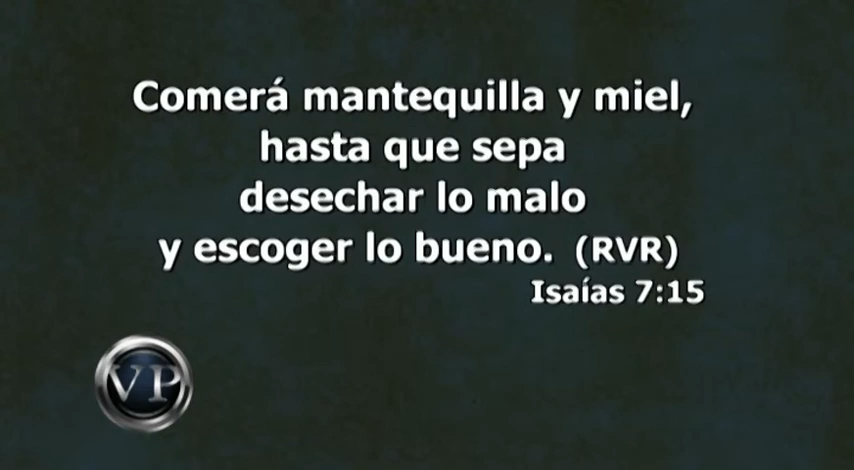 Comerá mantequilla y miel,
hasta que sepa
desechar lo malo
y escoger lo bueno. (RVR)
Isaías 7:15
VP